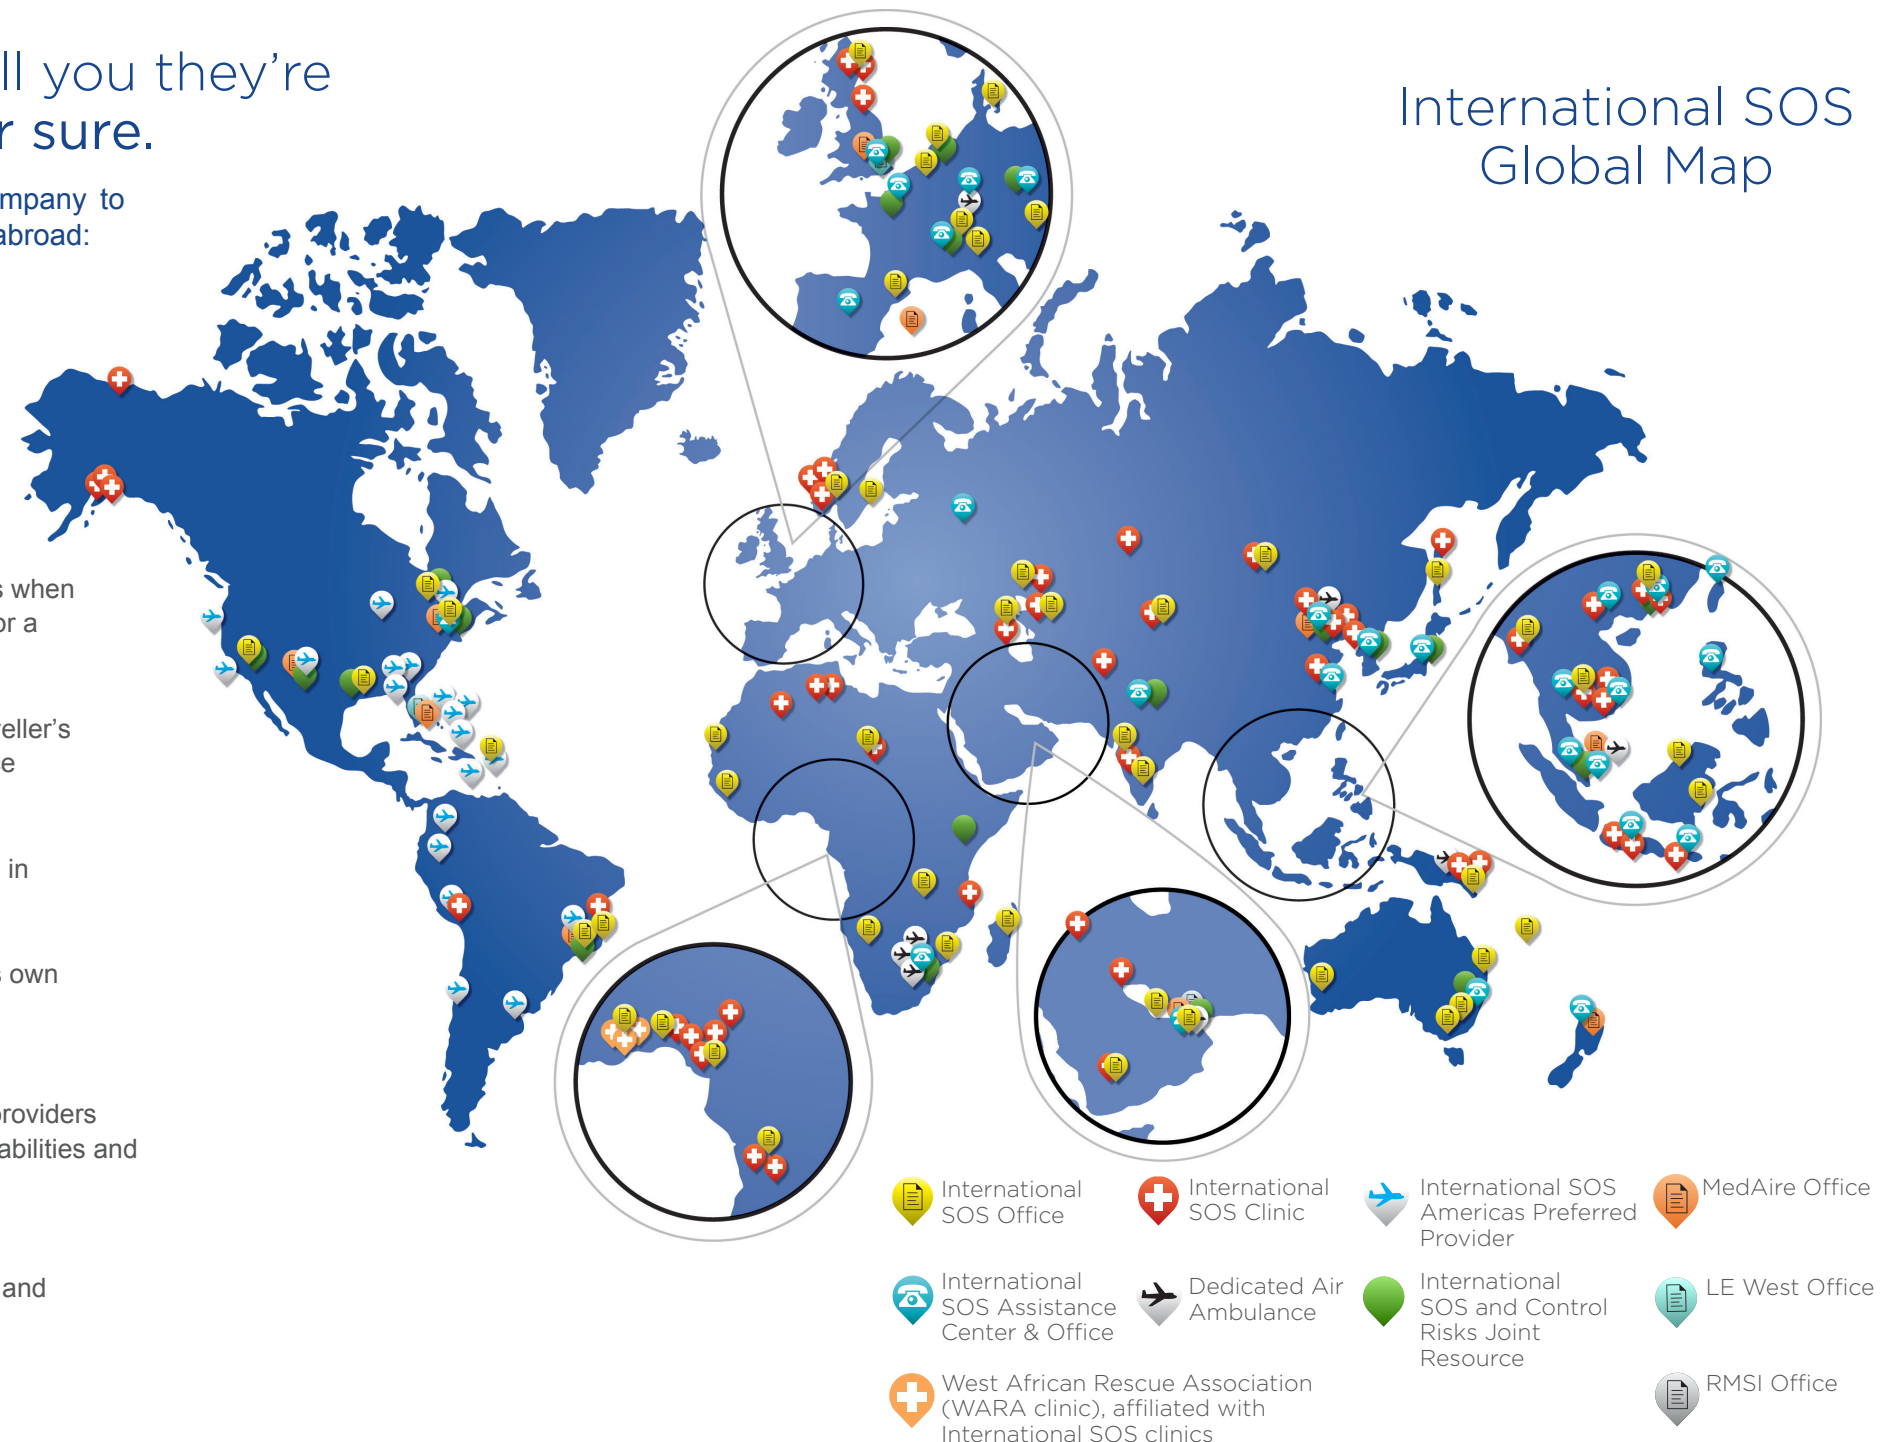 ll you they're
r sure.
mpany to
abroad:
s when
or a
eller's
ce
in
s own
providers
abilities and
and
International SOS
Global Map
International
SOS Office
International
SOS Clinic
International SOS
Americas Preferred
Provider
MedAire Office
International
SOS Assistance
Center & Office
Dedicated Air
Ambulance
International
SOS and Control
Risks Joint
Resource
LE West Office
West African Rescue Association
(WARA clinic), affiliated with
International SOS clinics
RMSI Office